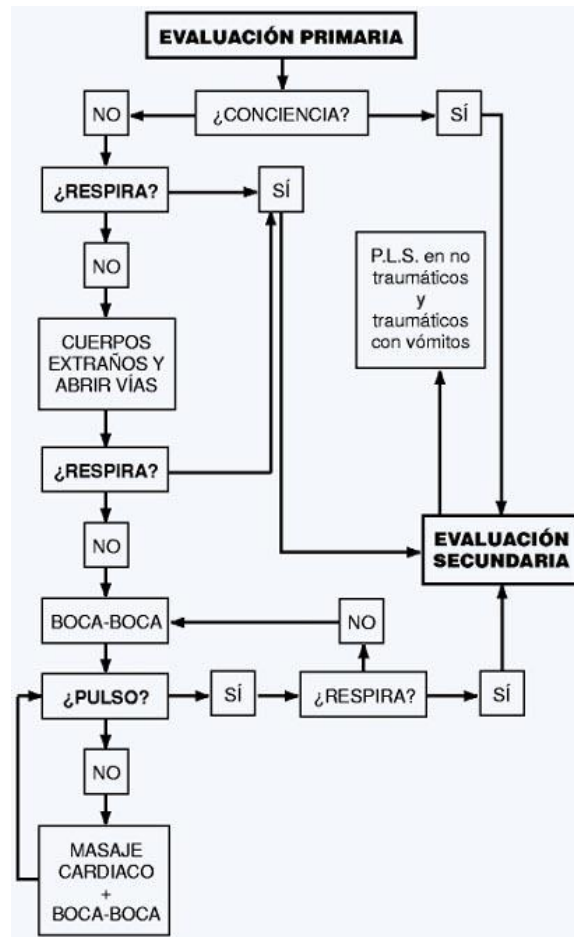 EVALUACIÓN PRIMARIA
NO
¿CONCIENCIA?
SÍ
¿RESPIRA?
SÍ
NO
P.L.S. en no
traumáticos
y
traumáticos
con vómitos
CUERPOS
EXTRAÑOS Y
ABRIR VÍAS
¿RESPIRA?
NO
EVALUACIÓN
SECUNDARIA
BOCA-BOCA
NO
¿PULSO?
SÍ
¿RESPIRA?
SÍ
NO
MASAJE
CARDIACO
+
BOCA-BOCA